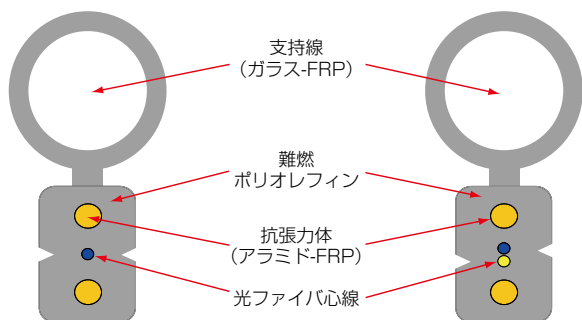 支持線
（ガラス-FRP）
難燃
ポリオレフィン
抗張力体
（アラミド-FRP）
光ファイバ心線